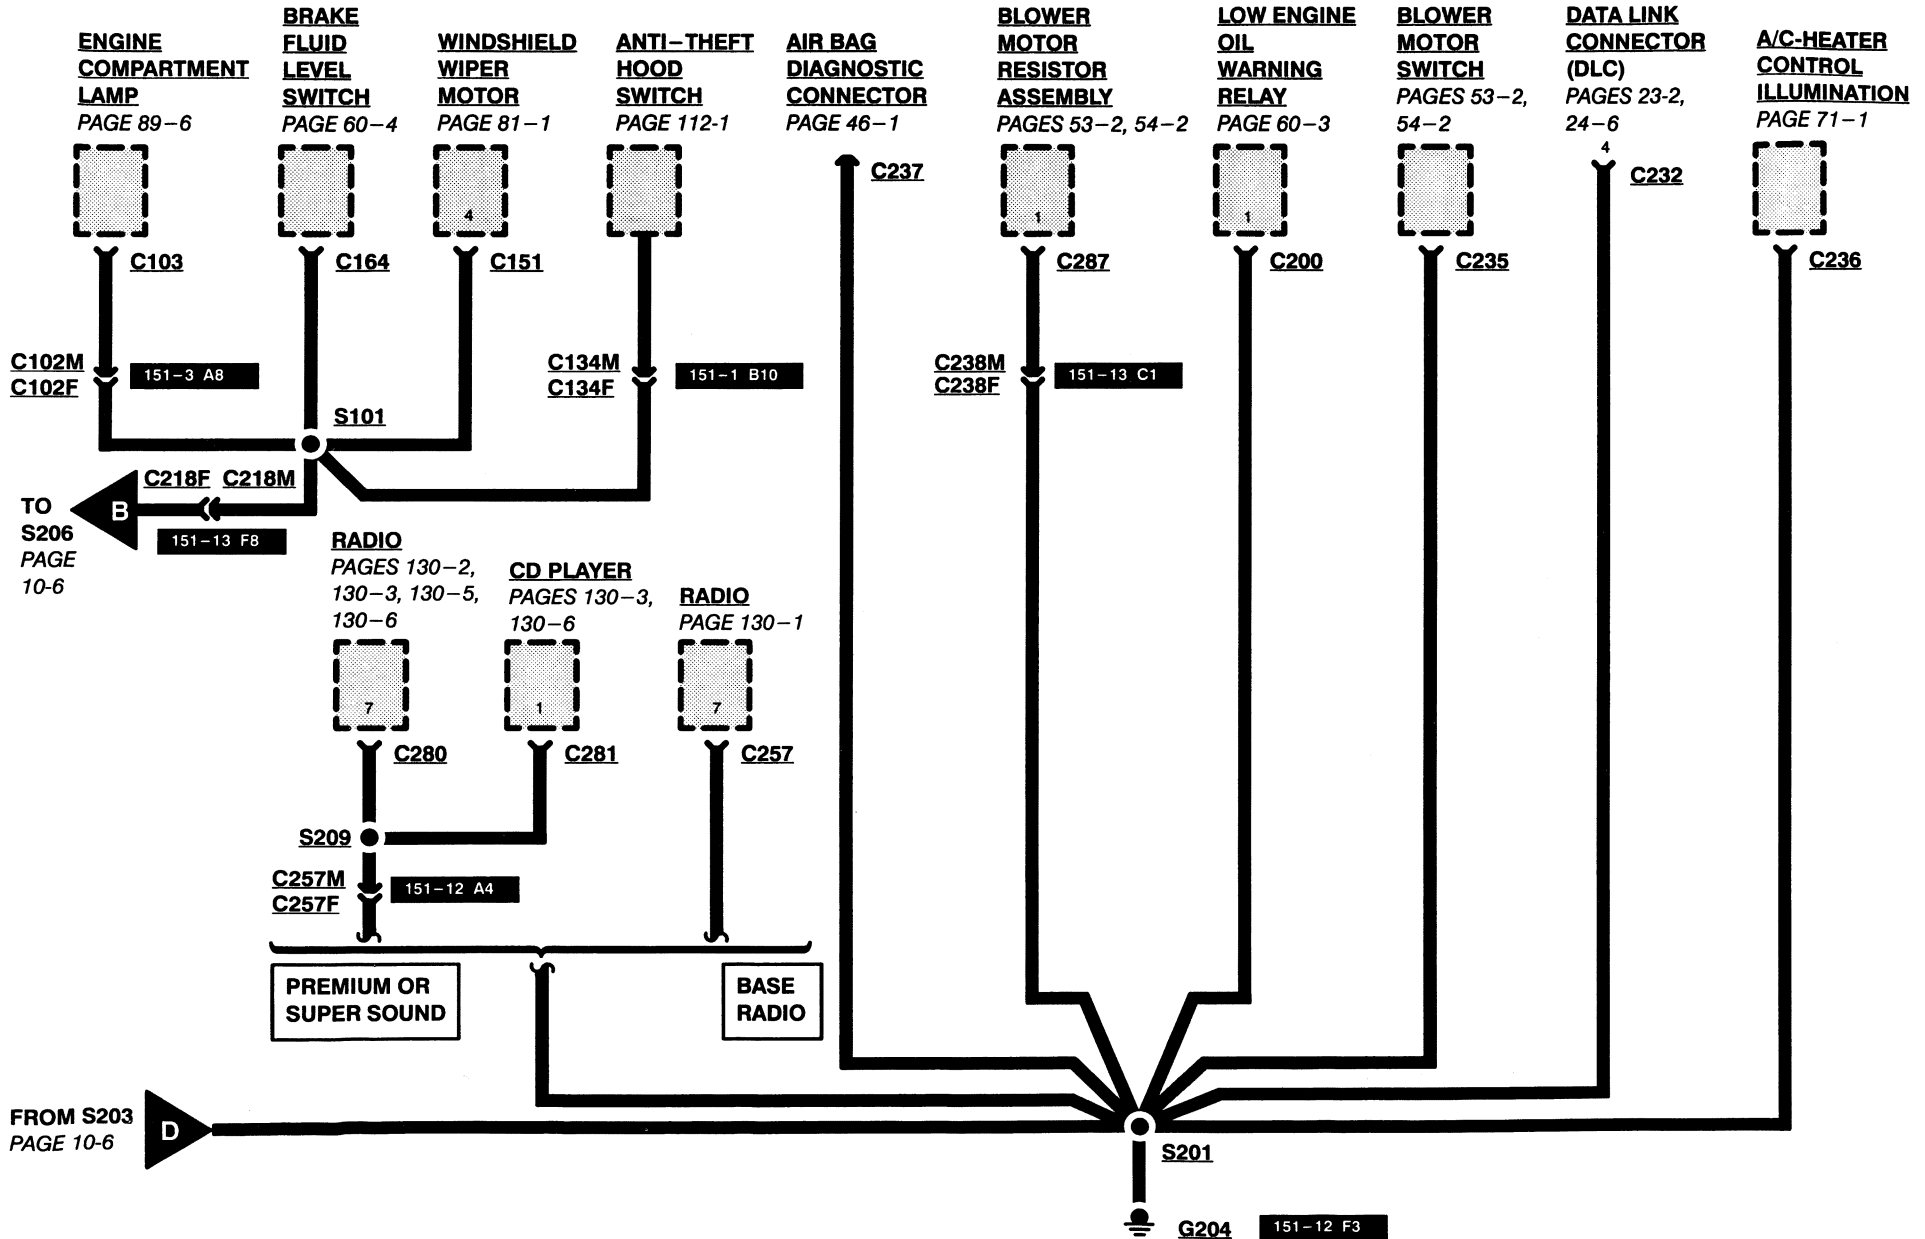 ENGINE
COMPARTMENT
LAMP
PAGE 89-6
BRAKE
FLUID
LEVEL
SWITCH
PAGE 60-4
WINDSHIELD
WIPER
MOTOR
PAGE 81-1
ANTI-THEFT
HOOD
SWITCH
PAGE 112-1
AIR BAG
DIAGNOSTIC
CONNECTOR
PAGE 46-1
BLOWER
MOTOR
RESISTOR
ASSEMBLY
PAGES 53-2, 54-2
LOW ENGINE
OIL
WARNING
RELAY
PAGE 60-3
BLOWER
MOTOR
SWITCH
PAGES 53-2,
54-2
DATA LINK
CONNECTOR
(DLC)
PAGES 23-2,
24-6
A/C-HEATER
CONTROL
ILLUMINATION
PAGE 71-1
4
1
1
4
C103
C164
C151
C237
C287
C200
C235
C232
C236
C102M
C102F
151-3 A8
C134M
C134F
151-1 B10
C238M
C238F
151-13 C1
S101
C218F C218M
B
TO
S206
PAGE
10-6
151-13 F8
RADIO
PAGES 130-2,
130-3, 130-5,
130-6
CD PLAYER
PAGES 130-3,
130-6
RADIO
PAGE 130-1
7
1
7
C280
C281
C257
S209
C257M
C257F
151-12 A4
PREMIUM OR
SUPER SOUND
BASE
RADIO
FROM S203
PAGE 10-6
D
S201
G204
151-12 F3